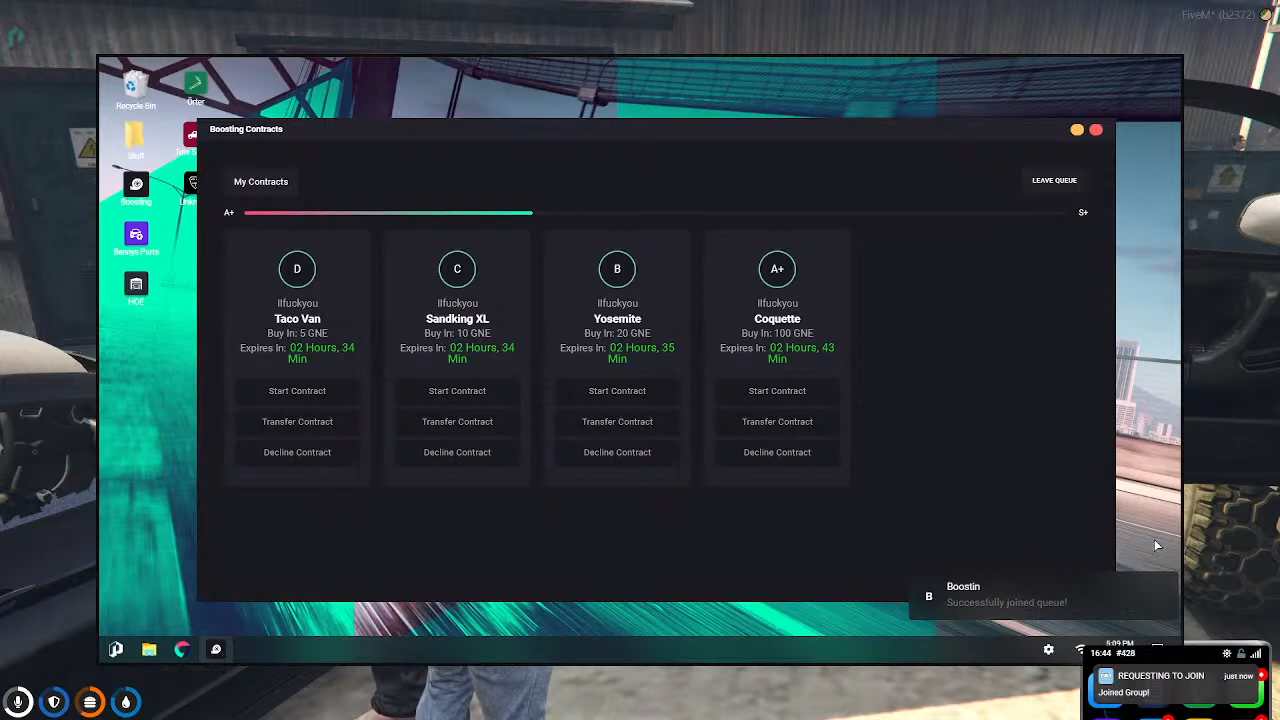 FiveM* (b2372)
Recycle Bin
Orter
Stuff
Boosting
Bennys Parts
HOE
Boosting Contracts
My Contracts
LEAVE QUEUE
A+
S+
D
Ilfuckyou
Taco Van
Buy In: 5 GNE
Expires In: 02 Hours, 34
Min
Start Contract
Transfer Contract
Decline Contract
C
Ilfuckyou
Sandking XL
Buy In: 10 GNE
Expires In: 02 Hours, 34
Min
Start Contract
Transfer Contract
Decline Contract
B
Ilfuckyou
Yosemite
Buy In: 20 GNE
Expires In: 02 Hours, 35
Min
Start Contract
Transfer Contract
Decline Contract
A+
Ilfuckyou
Coquette
Buy In: 100 GNE
Expires In: 02 Hours, 43
Min
Start Contract
Transfer Contract
Decline Contract
B
Boostin
Successfully joined queue!
5:09 PM
16:44 #428
REQUESTING TO JOIN just now
Joined Group!